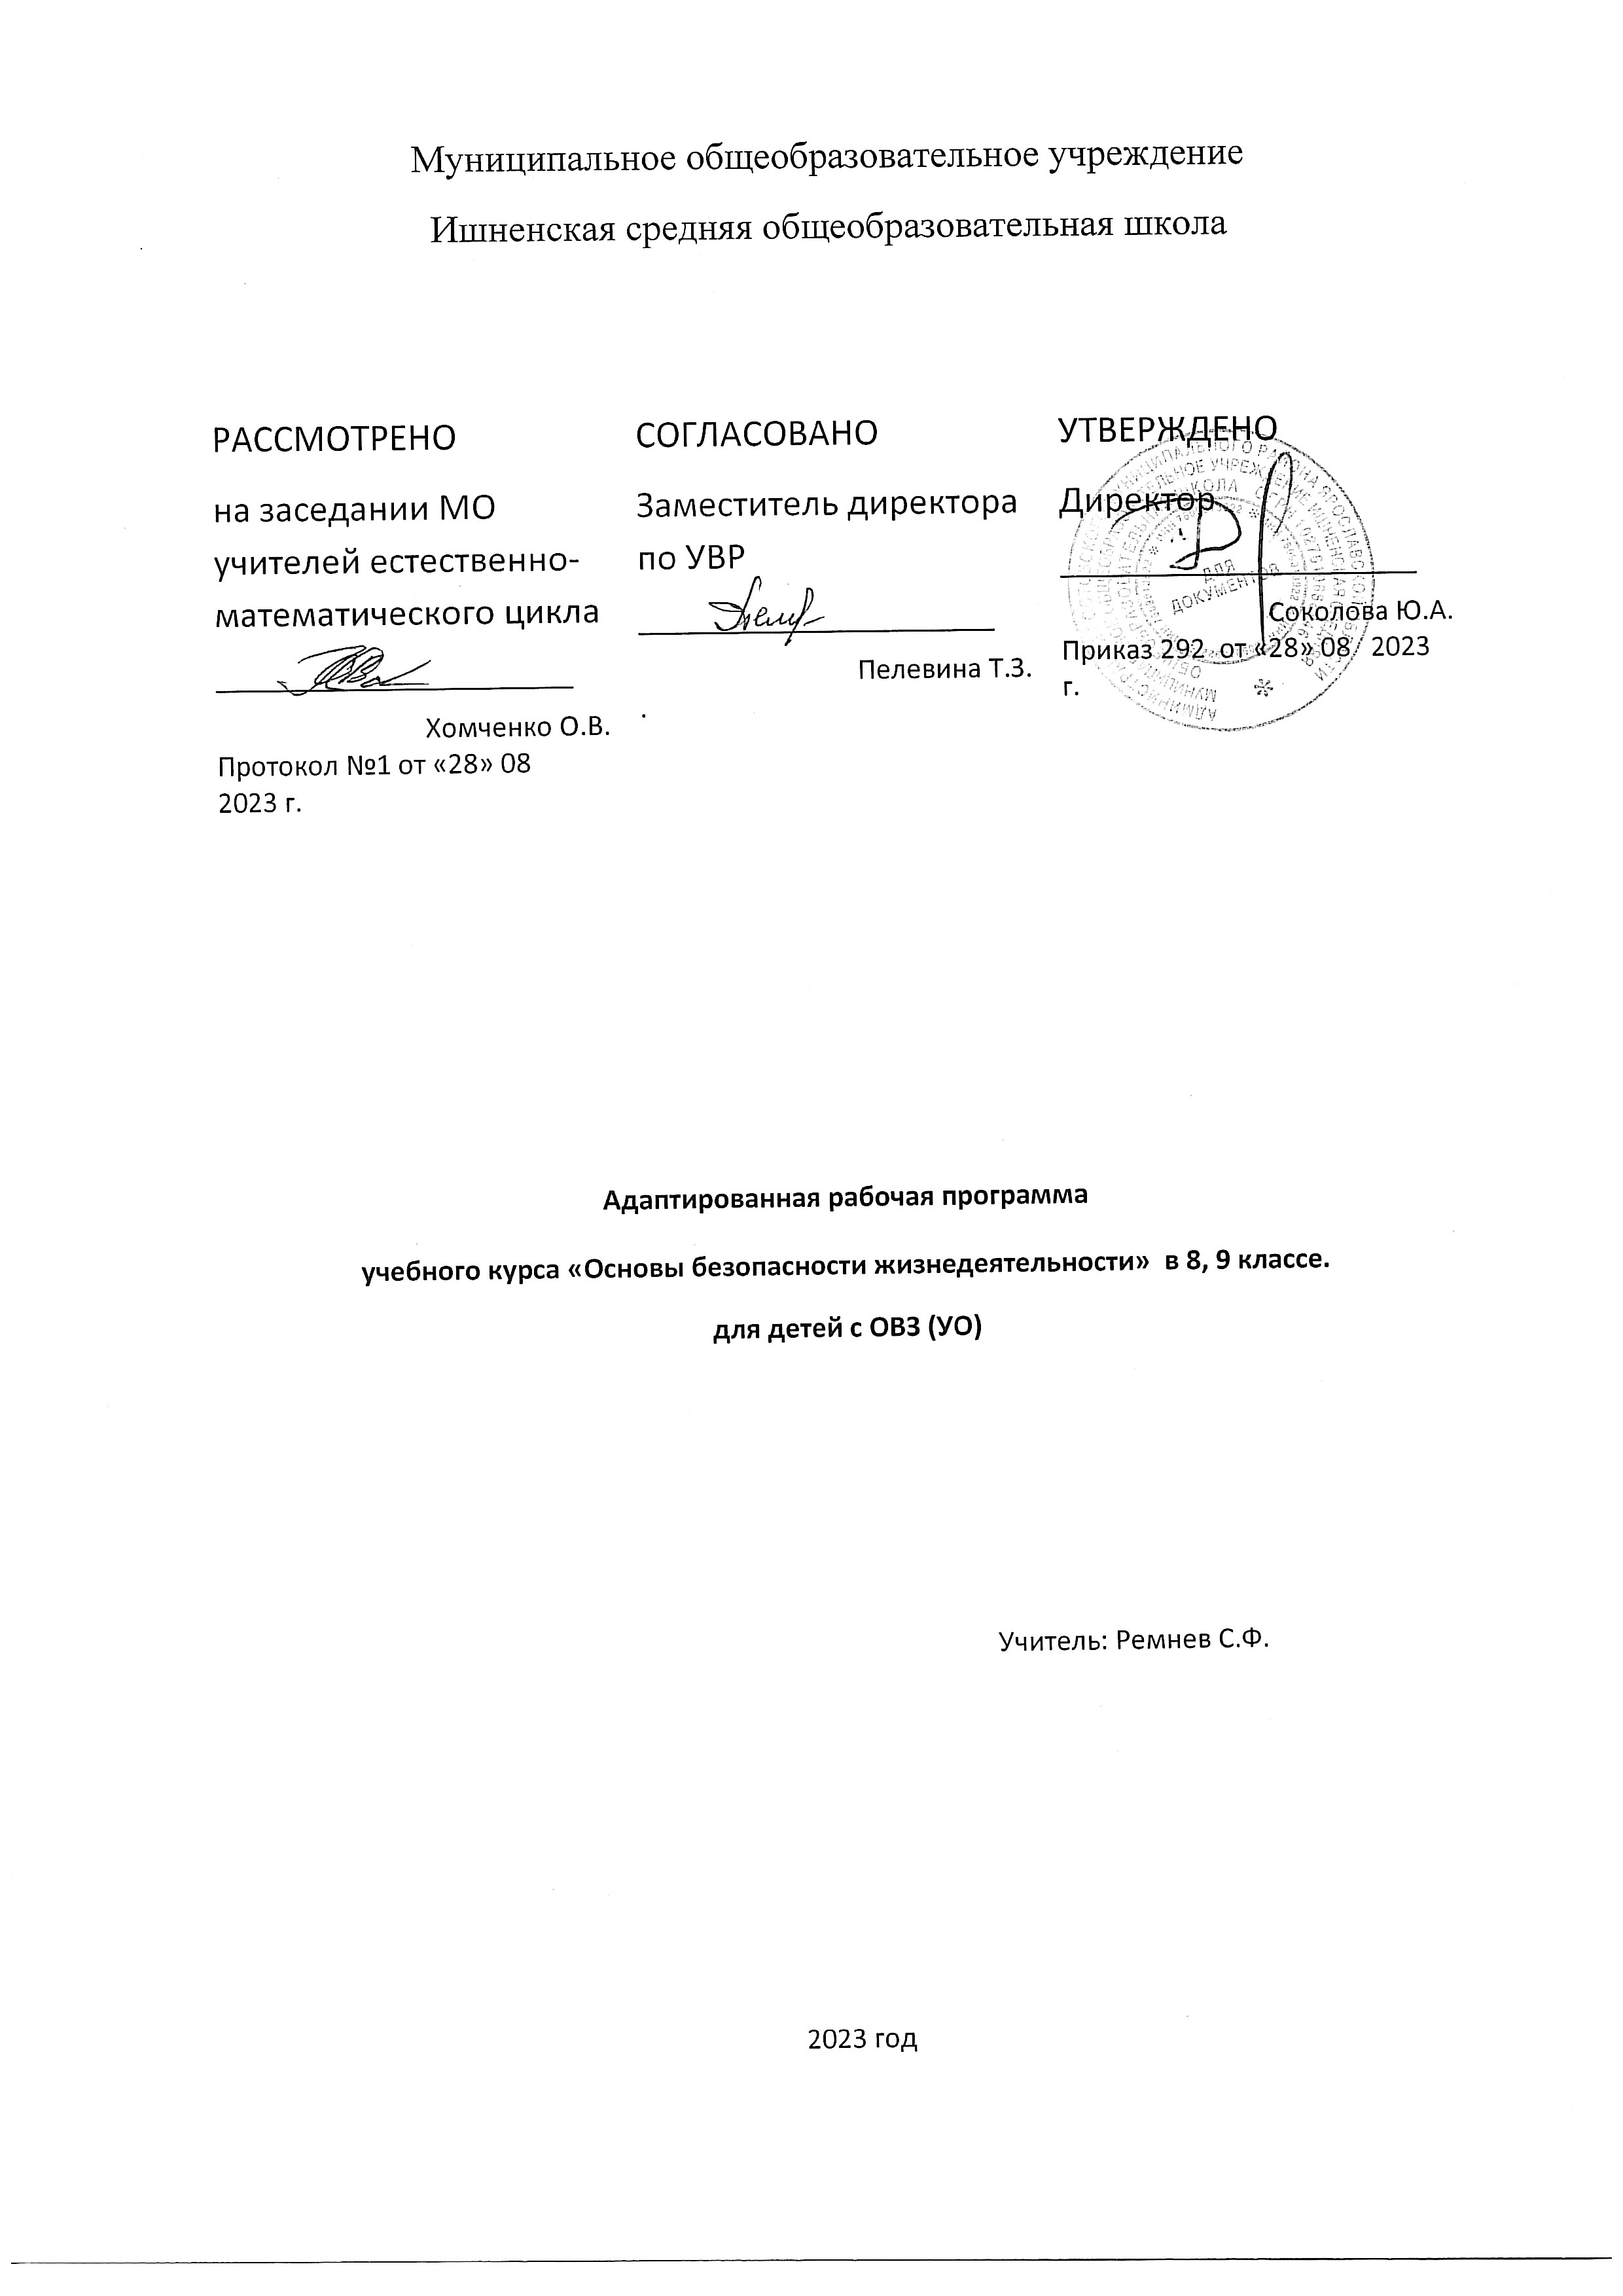 Муниципальное общеобразовательное учреждение
Ишненская средняя общеобразовательная школа
РАССМОТРЕНО
на заседании МО
учителей естественно-
математического цикла
Хомченко О.В.
Протокол №1 от «28» 08
2023 г.
СОГЛАСОВАНО
Заместитель директора
по УВР
Пелевина Т.З.
УТВЕРЖДЕНО
Директор
ДЛЯ
ДОКУМЕНТОВ
Соколова Ю.А.
Приказ 292 от «28» 08 2023
г.
Адаптированная рабочая программа
учебного курса «Основы безопасности жизнедеятельности» в 8, 9 классе.
для детей с ОВЗ (УО)
Учитель: Ремнев С.Ф.
2023 год